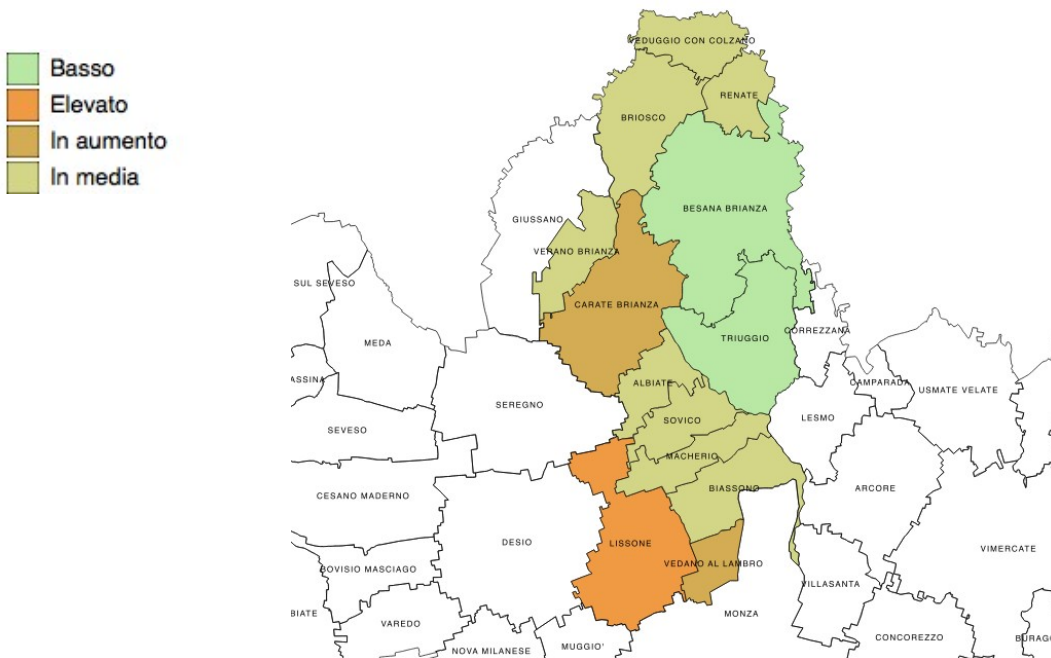 Basso
Elevato
In aumento
In media
VEDUGGIO CON COLZANO
RENATE
BRIOSCO
BESANA BRIANZA
GIUSSANO
VERANO BRIANZA
SUL SEVESO
CARATE BRIANZA
CORREZZANA
TRIUGGIO
MEDA
ASSINA
ALBIATE
CAMPARADA
USMATE VELATE
SEREGNO
LESMO
SOVICO
SEVESO
MACHERIO
BIASSONO
ARCORE
CESANO MADERNO
DESIO
LISSONE
VIMERCATE
VEDANO AL LAMBRO
BOVISIO MASCIAGO
VILLASANTA
BIATE
MONZA
VAREDO
CONCOREZZO
BURAGO
MUGGIO'
NOVA MILANESE